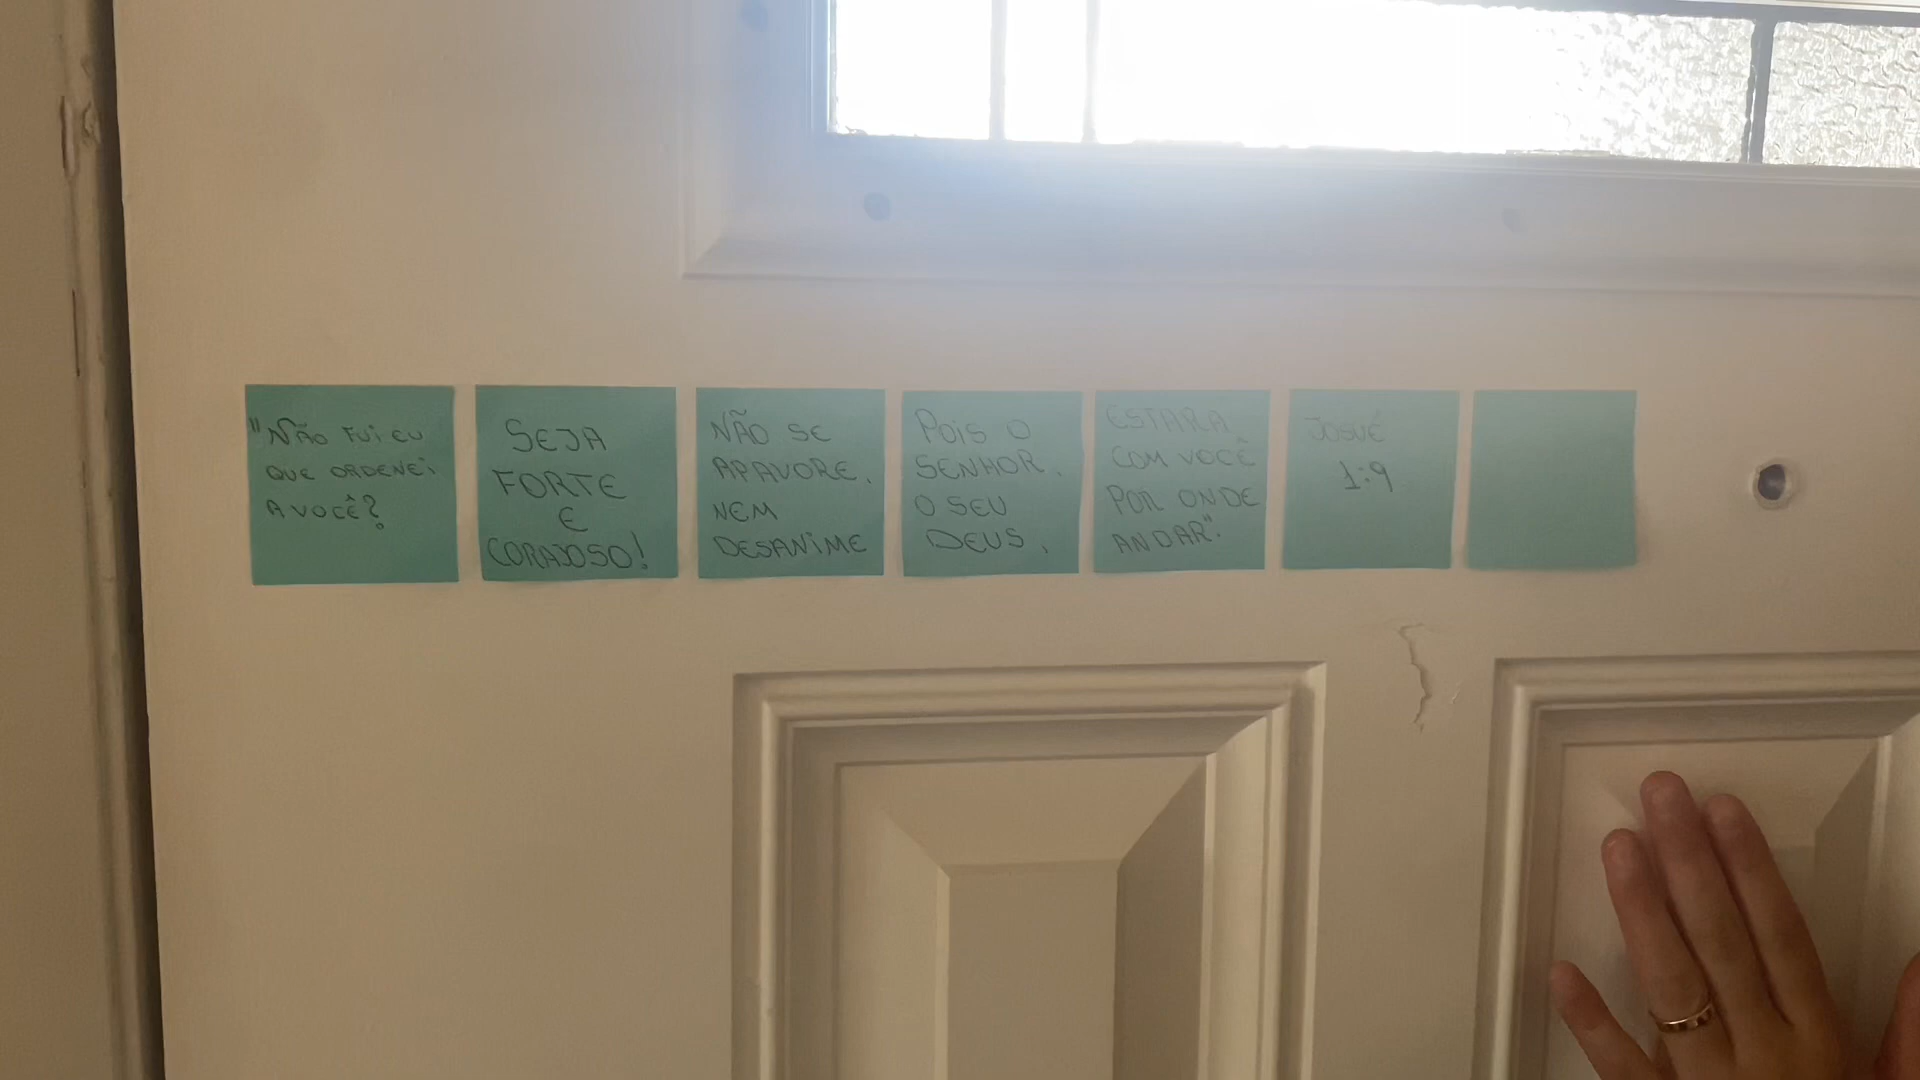 "NÃO FUI EU
QUE ORDENEI
A VOCÊ?
SEJA
FORTE
E
CORAJOSO!
NÃO SE
APAVORE,
NEM
DESANIME
POIS O
SENHOR,
O SEU
DEUS,
ESTARÁ
COM VOCÊ
POR ONDE
ANDAR".
JOSUÉ
1:9